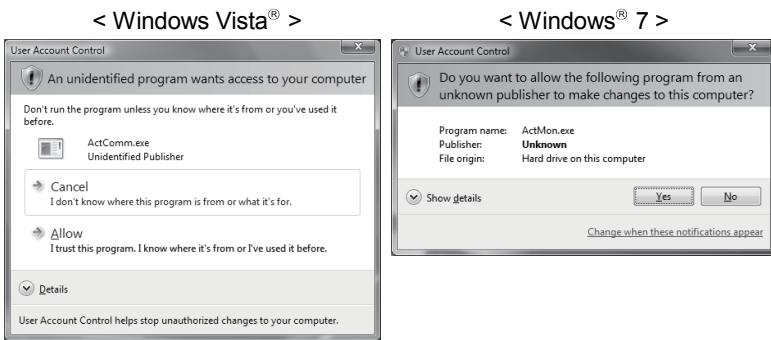 < Windows Vista® >
User Account Control
An unidentified program wants access to your computer
Don't run the program unless you know where it's from or you've used it
before.
ActComm.exe
Unidentified Publisher
Cancel
I don't know where this program is from or what it's for.
Allow
I trust this program. I know where it's from or I've used it before.
Details
User Account Control helps stop unauthorized changes to your computer.
< Windows® 7 >
User Account Control
Do you want to allow the following program from an
unknown publisher to make changes to this computer?
Program name: ActMon.exe
Publisher: Unknown
File origin: Hard drive on this computer
Show details Yes No
Change when these notifications appear